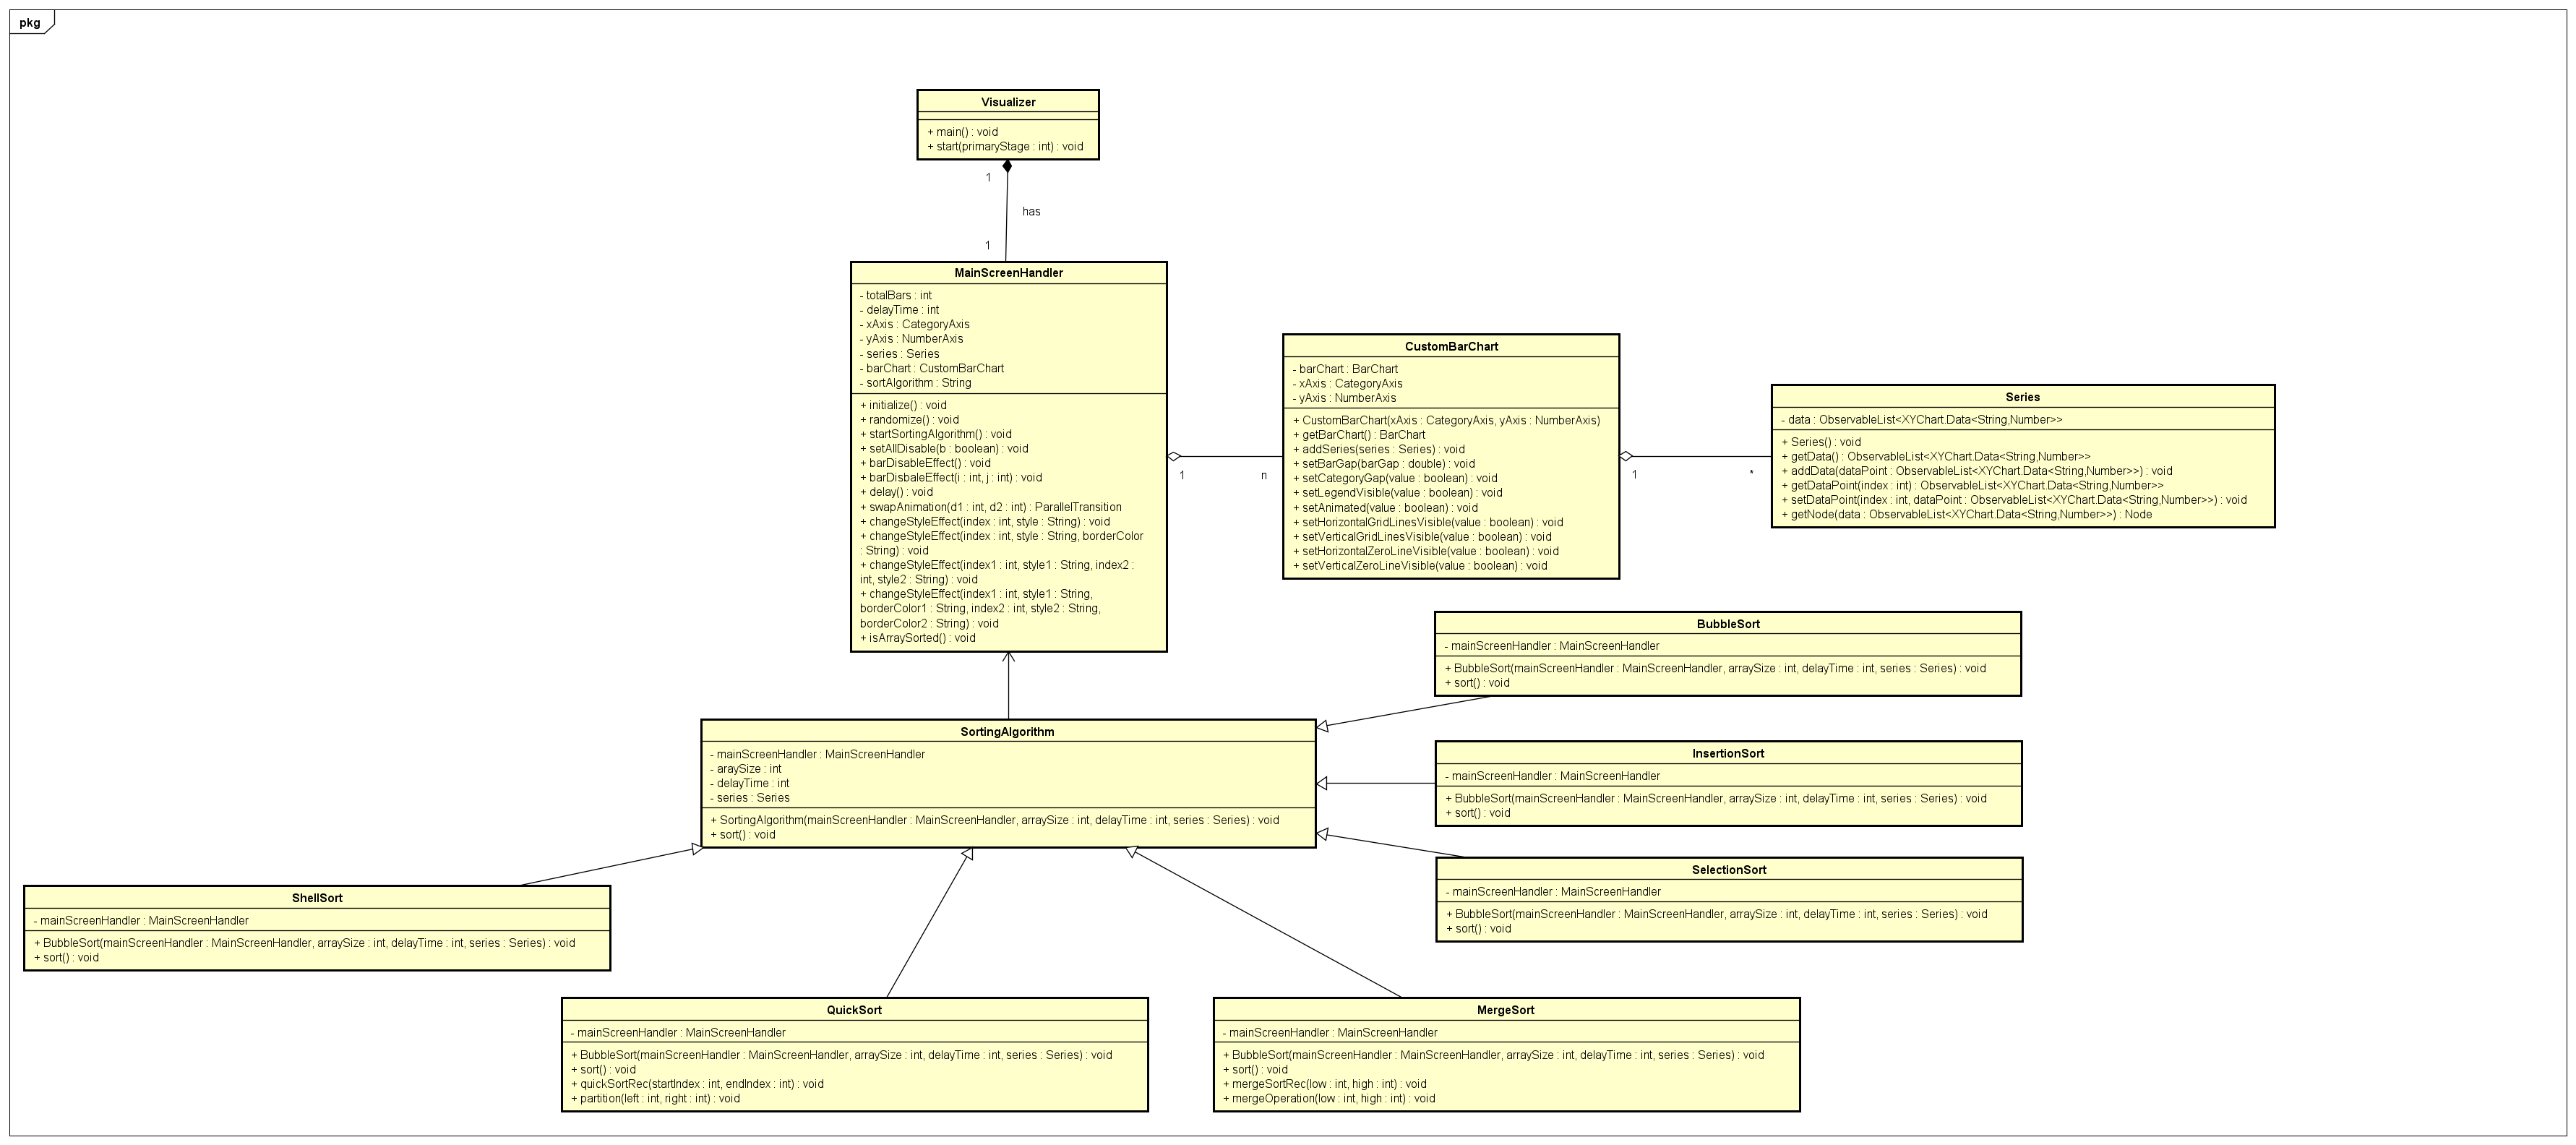 pkg
Visualizer
+ main() : void
+ start(primaryStage : int) : void
1
has
1
MainScreenHandler
- totalBars : int
- delayTime : int
- xAxis : CategoryAxis
- yAxis : NumberAxis
- series : Series
- barChart : CustomBarChart
- sortAlgorithm : String
+ initialize() : void
+ randomize() : void
+ startSortingAlgorithm() : void
+ setAllDisable(b : boolean) : void
+ barDisableEffect() : void
+ barDisbaleEffect(i : int, j : int) : void
+ delay() : void
+ swapAnimation(d1 : int, d2 : int) : ParallelTransition
+ changeStyleEffect(index : int, style : String) : void
+ changeStyleEffect(index : int, style : String, borderColor
: String) : void
+ changeStyleEffect(index1 : int, style1 : String, index2 :
int, style2 : String) : void
+ changeStyleEffect(index1 : int, style1 : String,
borderColor1 : String, index2 : int, style2 : String,
borderColor2 : String) : void
+ isArraySorted() : void
1
n
CustomBarChart
- barChart : BarChart
- xAxis : CategoryAxis
- yAxis : NumberAxis
+ CustomBarChart(xAxis : CategoryAxis, yAxis : NumberAxis)
+ getBarChart() : BarChart
+ addSeries(series : Series) : void
+ setBarGap(barGap : double) : void
+ setCategoryGap(value : boolean) : void
+ setLegendVisible(value : boolean) : void
+ setAnimated(value : boolean) : void
+ setHorizontalGridLinesVisible(value : boolean) : void
+ setVerticalGridLinesVisible(value : boolean) : void
+ setHorizontalZeroLineVisible(value : boolean) : void
+ setVerticalZeroLineVisible(value : boolean) : void
1
*
Series
- data : ObservableList<XYChart.Data<String,Number>>
+ Series() : void
+ getData() : ObservableList<XYChart.Data<String,Number>>
+ addData(dataPoint : ObservableList<XYChart.Data<String,Number>>) : void
+ getDataPoint(index : int) : ObservableList<XYChart.Data<String,Number>>
+ setDataPoint(index : int, dataPoint : ObservableList<XYChart.Data<String,Number>>) : void
+ getNode(data : ObservableList<XYChart.Data<String,Number>>) : Node
BubbleSort
- mainScreenHandler : MainScreenHandler
+ BubbleSort(mainScreenHandler : MainScreenHandler, arraySize : int, delayTime : int, series : Series) : void
+ sort() : void
SortingAlgorithm
- mainScreenHandler : MainScreenHandler
- araySize : int
- delayTime : int
- series : Series
+ SortingAlgorithm(mainScreenHandler : MainScreenHandler, arraySize : int, delayTime : int, series : Series) : void
+ sort() : void
InsertionSort
- mainScreenHandler : MainScreenHandler
+ BubbleSort(mainScreenHandler : MainScreenHandler, arraySize : int, delayTime : int, series : Series) : void
+ sort() : void
SelectionSort
- mainScreenHandler : MainScreenHandler
+ BubbleSort(mainScreenHandler : MainScreenHandler, arraySize : int, delayTime : int, series : Series) : void
+ sort() : void
ShellSort
- mainScreenHandler : MainScreenHandler
+ BubbleSort(mainScreenHandler : MainScreenHandler, arraySize : int, delayTime : int, series : Series) : void
+ sort() : void
QuickSort
- mainScreenHandler : MainScreenHandler
+ BubbleSort(mainScreenHandler : MainScreenHandler, arraySize : int, delayTime : int, series : Series) : void
+ sort() : void
+ quickSortRec(startIndex : int, endIndex : int) : void
+ partition(left : int, right : int) : void
MergeSort
- mainScreenHandler : MainScreenHandler
+ BubbleSort(mainScreenHandler : MainScreenHandler, arraySize : int, delayTime : int, series : Series) : void
+ sort() : void
+ mergeSortRec(low : int, high : int) : void
+ mergeOperation(low : int, high : int) : void